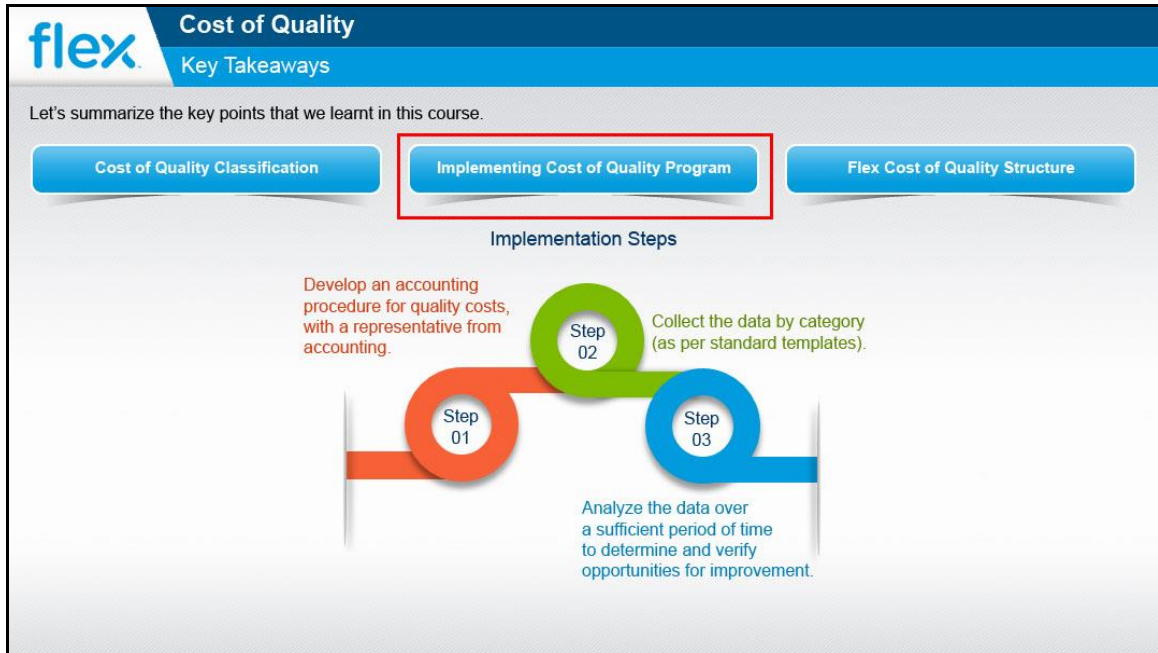 flex
Cost of Quality
Key Takeaways
Let's summarize the key points that we learnt in this course.
Cost of Quality Classification
Implementing Cost of Quality Program
Flex Cost of Quality Structure
Implementation Steps
Develop an accounting
procedure for quality costs,
with a representative from
accounting.
Step
01
Step
02
Collect the data by category
(as per standard templates).
Step
03
Analyze the data over
a sufficient period of time
to determine and verify
opportunities for improvement.